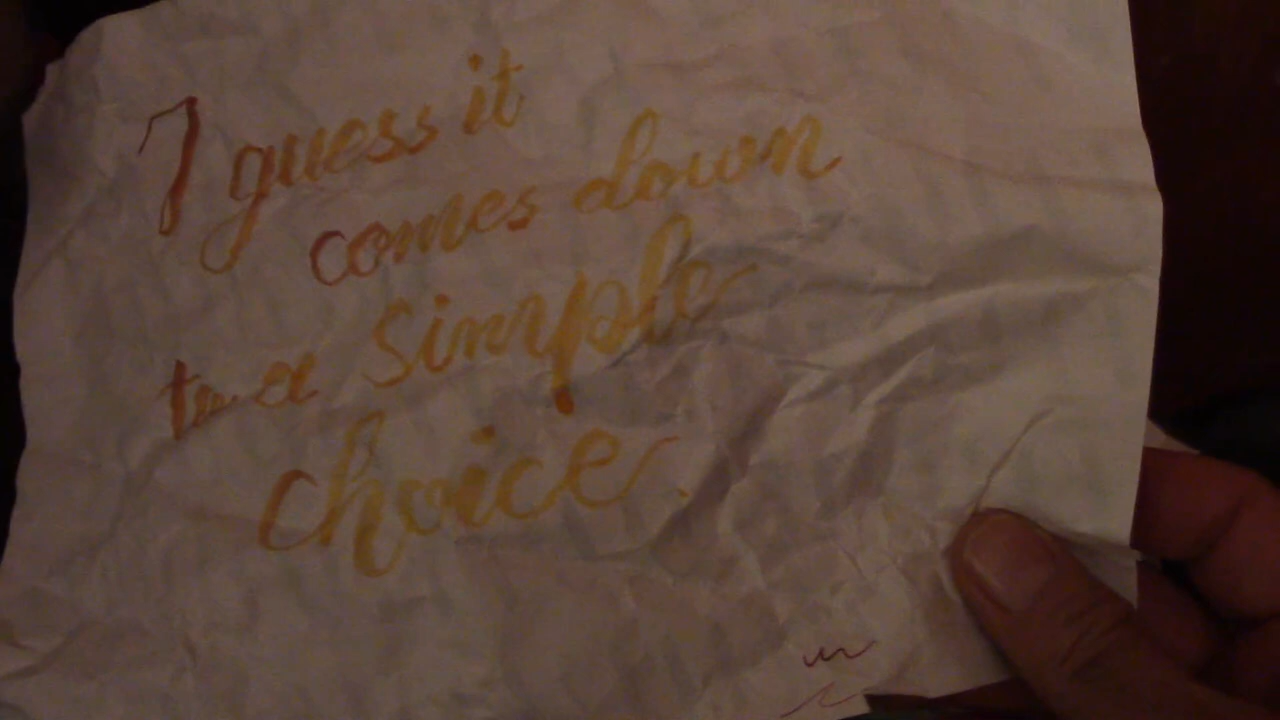 I guess it
comes down
to a simple
choice.